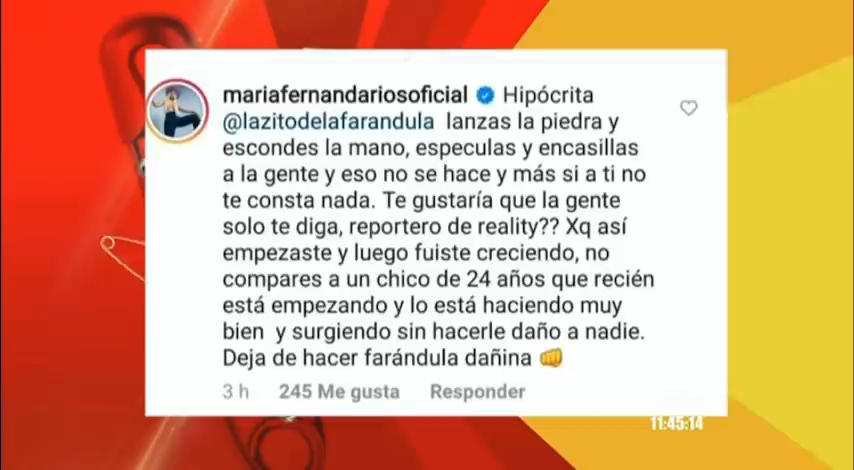 mariafernandariosoficial Hipócrita
@lazitodelafarandula lanzas la piedra y
escondes la mano, especulas y encasillas
a la gente y eso no se hace y más si a ti no
te consta nada. Te gustaría que la gente
solo te diga, reportero de reality?? Xq así
empezaste y luego fuiste creciendo, no
compares a un chico de 24 años que recién
está empezando y lo está haciendo muy
bien y surgiendo sin hacerle daño a nadie.
Deja de hacer farándula dañina 👊
3 h 245 Me gusta Responder
11:45:14